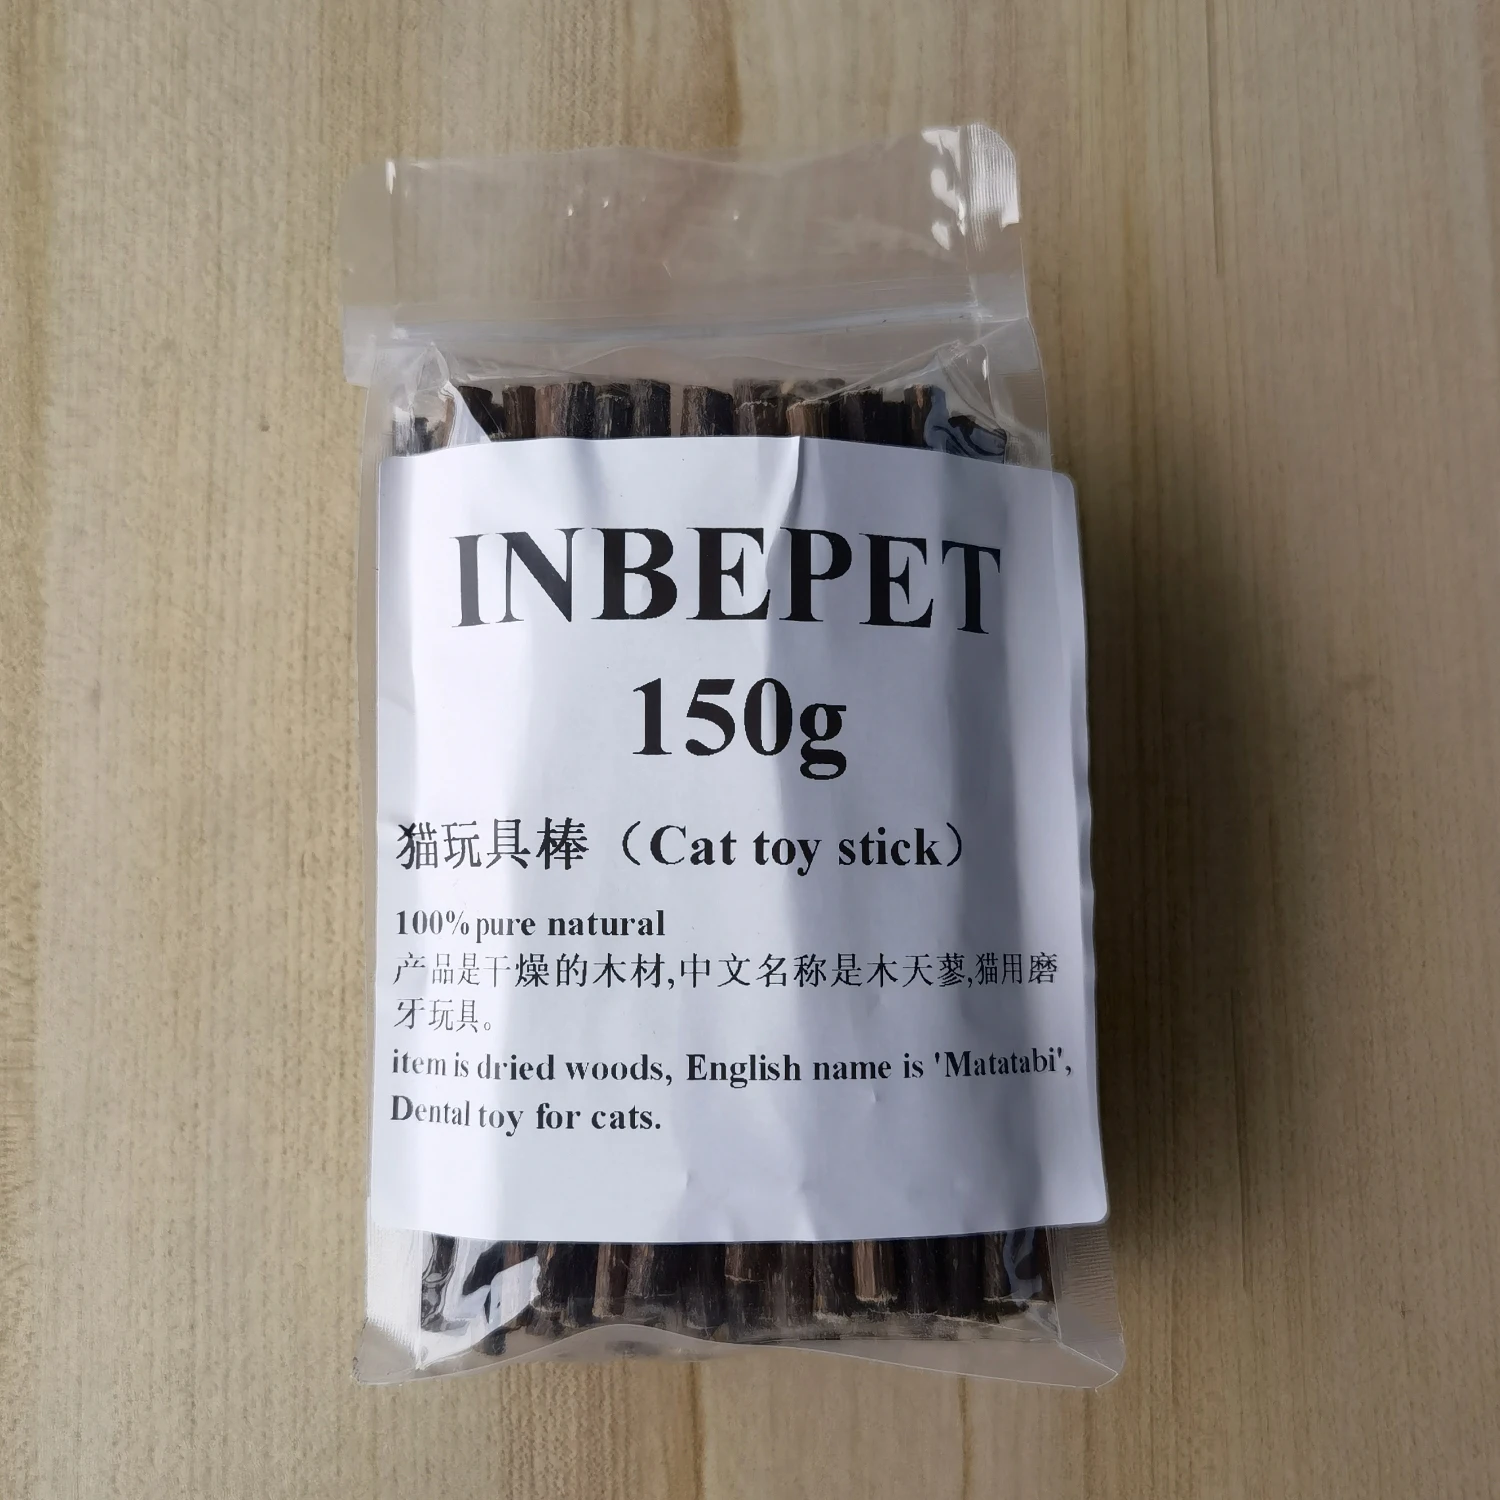 INBEPET
150g
猫玩具棒（Cat toy stick）
100% pure natural
产品是干燥的木材,中文名称是木天蓼,猫用磨
牙玩具。
item is dried woods, English name is 'Matatabi',
Dental toy for cats.